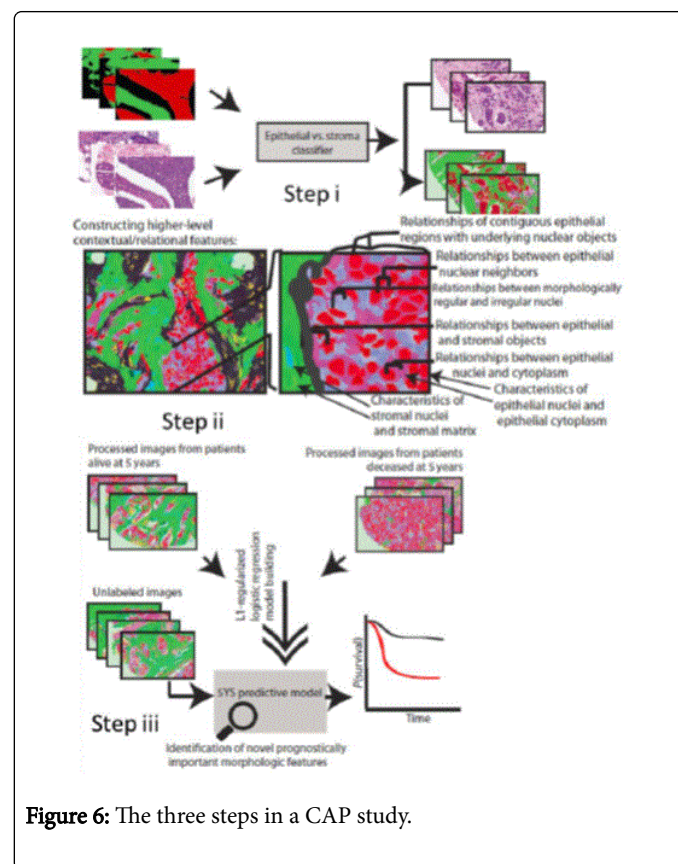 Epithelial vs. stroma
classifier
Step i
Constructing higher-level
contextual/relational features:
Relationships of contiguous epithelial
regions with underlying nuclear objects
Relationships between epithelial
nuclear neighbors
Relationships between morphologically
regular and irregular nuclei
Relationships between epithelial
and stromal objects
Relationships between epithelial
nuclei and cytoplasm
Characteristics of
epithelial nuclei and
epithelial cytoplasm
Characteristics of
stromal nuclei
and stromal matrix
Step ii
Processed images from patients
alive at 5 years
Processed images from patients
deceased at 5 years
L1-regularized
logistic regression
model building
Unlabeled images
5YS predictive model
P(survival)
Time
Step iii
Identification of novel prognostically
important morphologic features
Figure 6: The three steps in a CAP study.